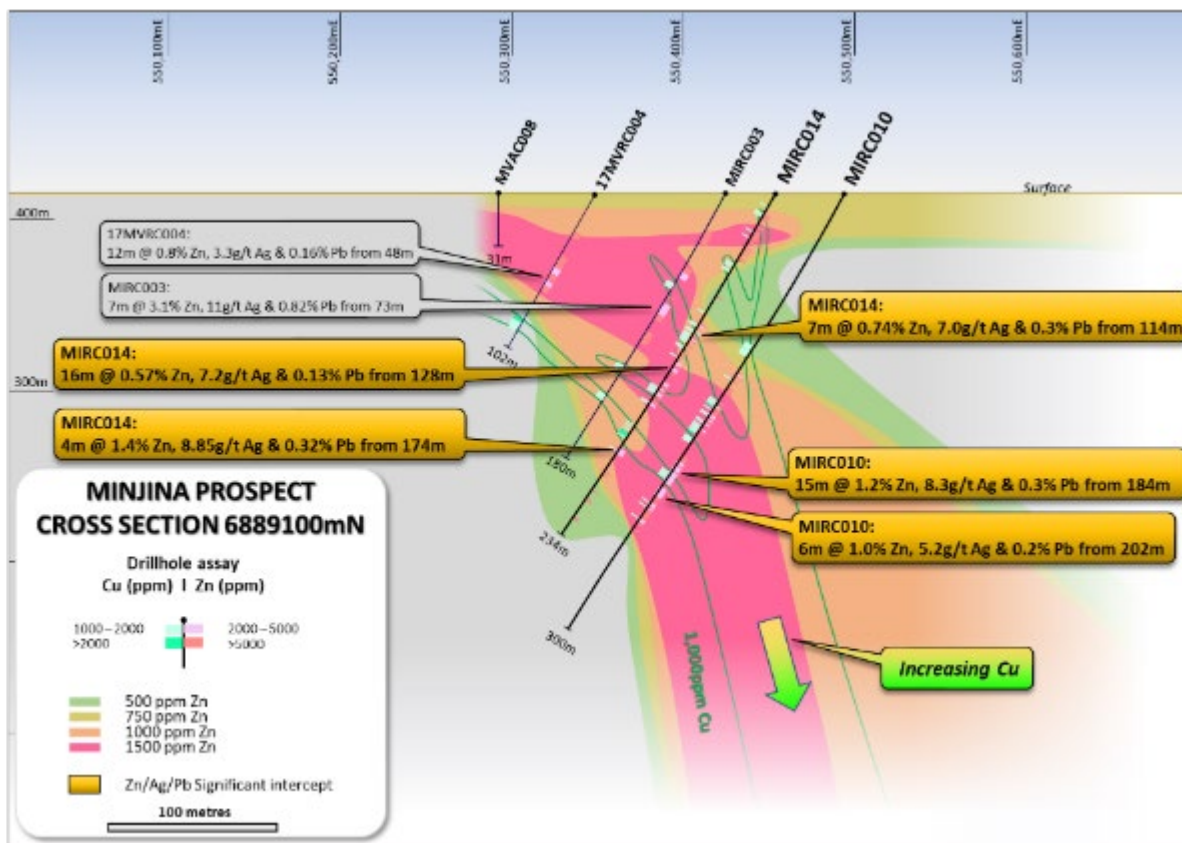 550,100mE
550,200mE
550,300mE
550,400mE
550,500mE
550,600mE
MVAC008
17MVRC004
MIRC003
MIRC014
MIRC010
Surface
400m
300m
31m
102m
180m
234m
300m
17MVRC004:
12m @ 0.8% Zn, 3.3g/t Ag & 0.16% Pb from 48m
MIRC003:
7m @ 3.1% Zn, 11g/t Ag & 0.82% Pb from 73m
MIRC014:
16m @ 0.57% Zn, 7.2g/t Ag & 0.13% Pb from 128m
MIRC014:
4m @ 1.4% Zn, 8.85g/t Ag & 0.32% Pb from 174m
MIRC014:
7m @ 0.74% Zn, 7.0g/t Ag & 0.3% Pb from 114m
MIRC010:
15m @ 1.2% Zn, 8.3g/t Ag & 0.3% Pb from 184m
MIRC010:
6m @ 1.0% Zn, 5.2g/t Ag & 0.2% Pb from 202m
1,000ppm Cu
Increasing Cu
MINJINA PROSPECT
CROSS SECTION 6889100mN
Drillhole assay
Cu (ppm) | Zn (ppm)
1000–2000 2000–5000
>2000 >5000
500 ppm Zn
750 ppm Zn
1000 ppm Zn
1500 ppm Zn
Zn/Ag/Pb Significant intercept
100 metres